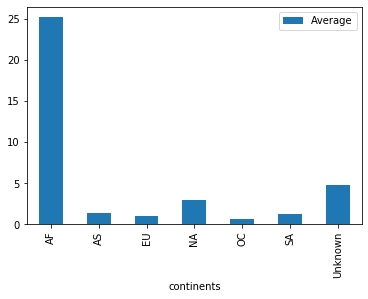 Average
25
20
15
10
5
0
AF
AS
EU
NA
OC
SA
Unknown
continents